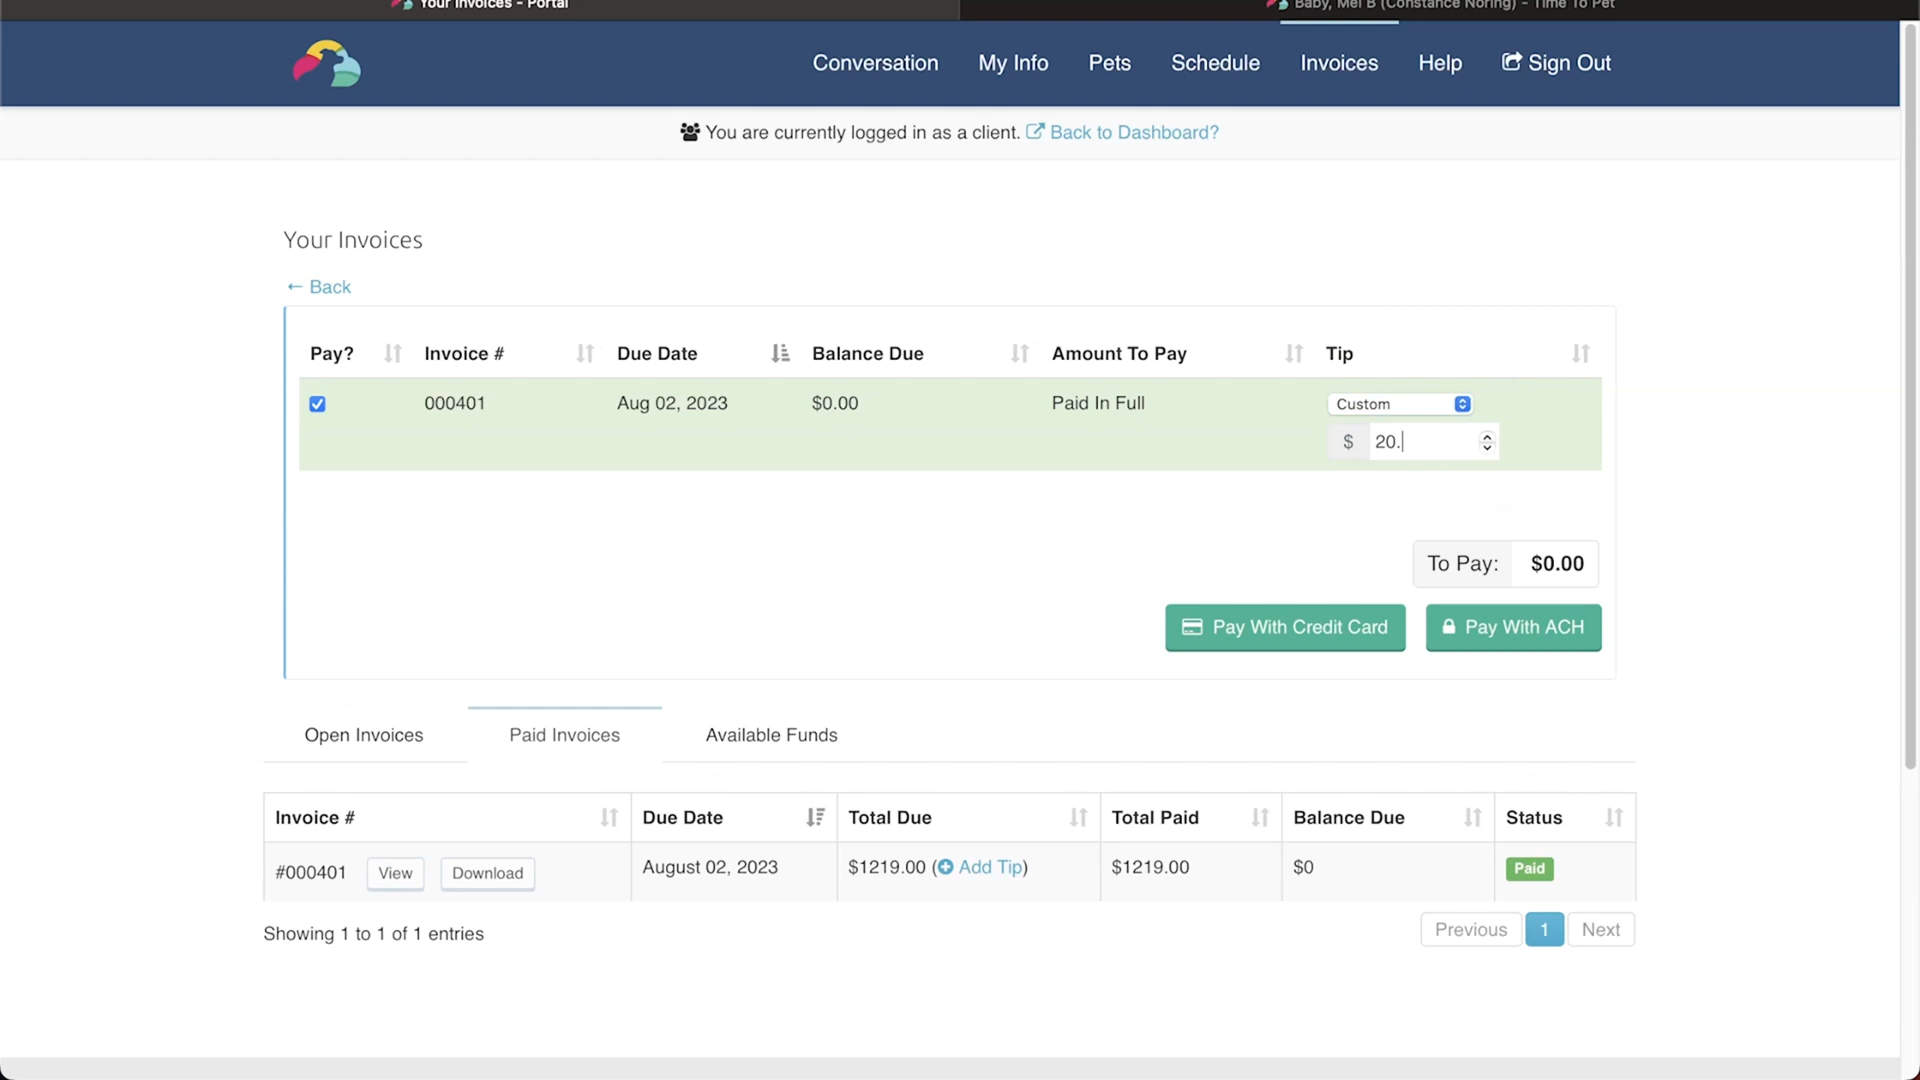 Your Invoices - Portal
Baby, Mel B (Constance Noring) - Time To Pet
Conversation My Info Pets Schedule Invoices Help Sign Out
You are currently logged in as a client. Back to Dashboard?
Your Invoices
← Back
Pay? Invoice # Due Date Balance Due Amount To Pay Tip
000401 Aug 02, 2023 $0.00 Paid In Full Custom
$ 20.
To Pay: $0.00
Pay With Credit Card Pay With ACH
Open Invoices Paid Invoices Available Funds
Invoice # Due Date Total Due Total Paid Balance Due Status
#000401 View Download August 02, 2023 $1219.00 (Add Tip) $1219.00 $0 Paid
Showing 1 to 1 of 1 entries
Previous 1 Next